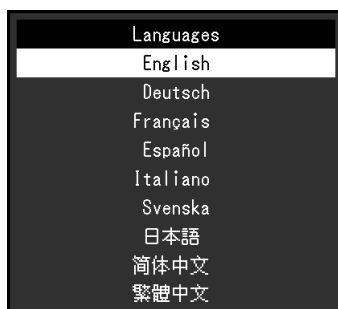 Languages
English
Deutsch
Français
Español
Italiano
Svenska
日本語
简体中文
繁體中文